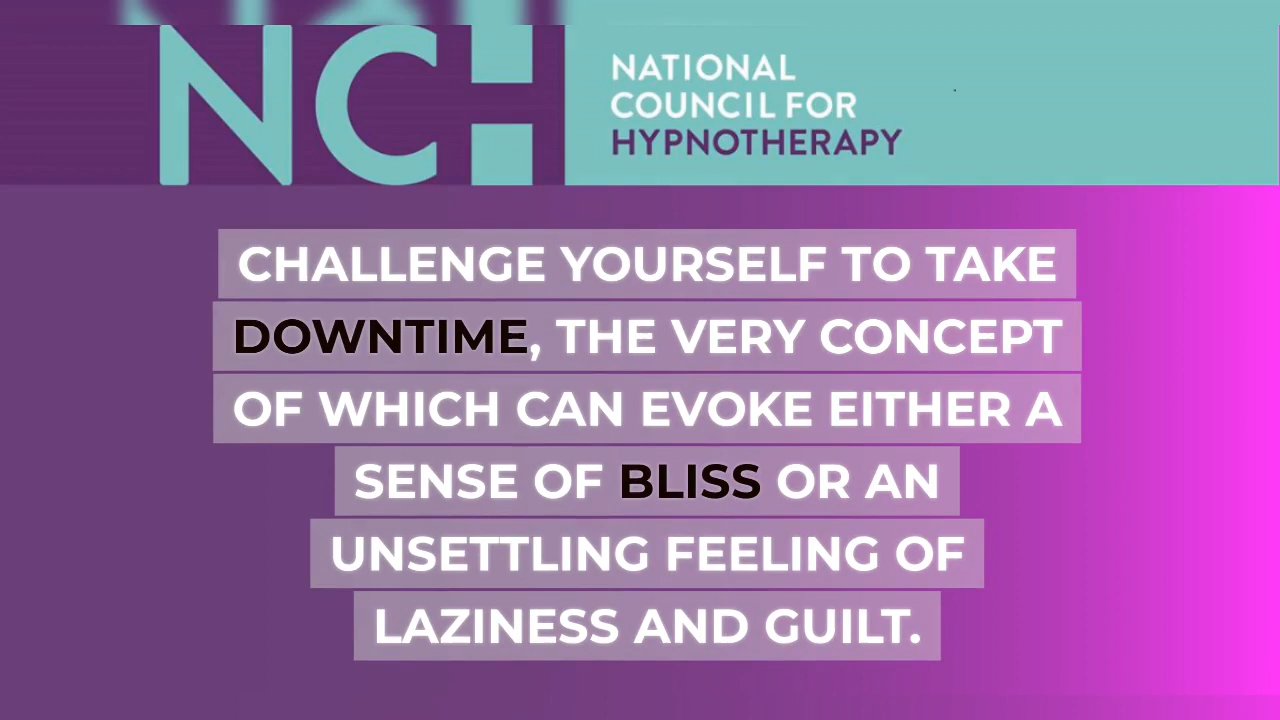 NCH
NATIONAL
COUNCIL FOR
HYPNOTHERAPY
CHALLENGE YOURSELF TO TAKE
DOWNTIME, THE VERY CONCEPT
OF WHICH CAN EVOKE EITHER A
SENSE OF BLISS OR AN
UNSETTLING FEELING OF
LAZINESS AND GUILT.